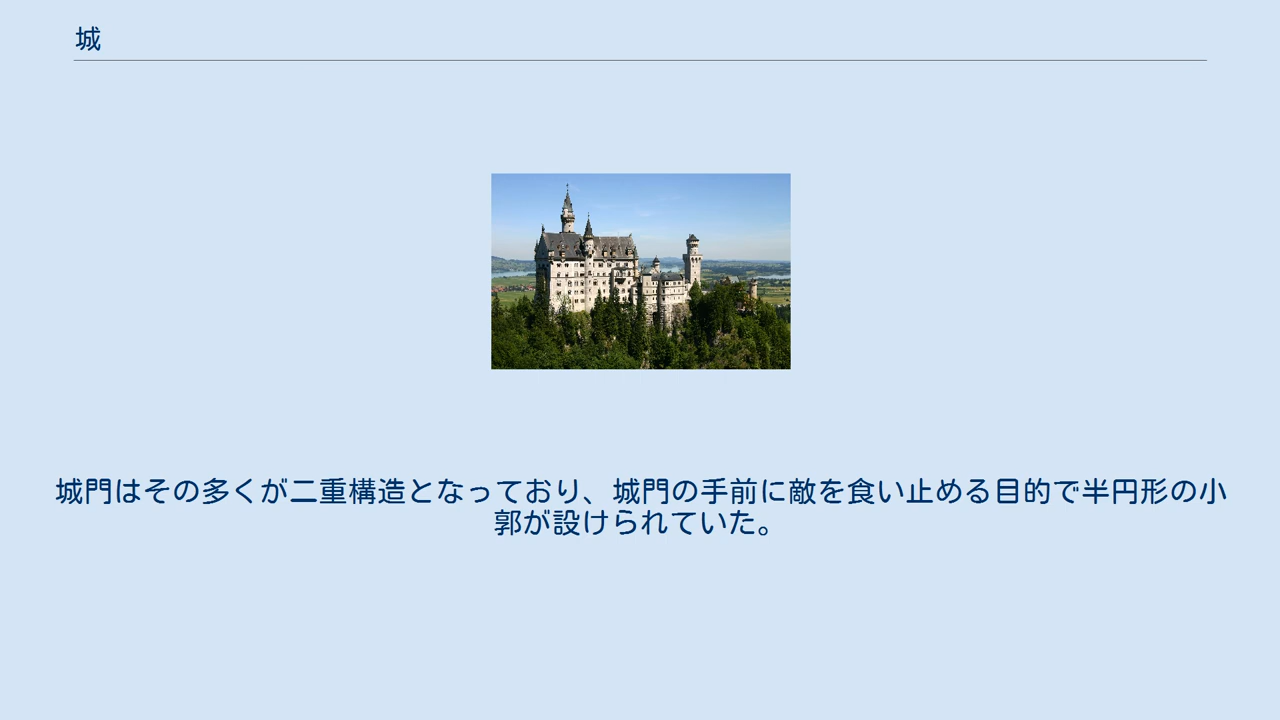 城
城門はその多くが二重構造となっており、城門の手前に敵を食い止める目的で半円形の小
郭が設けられていた。